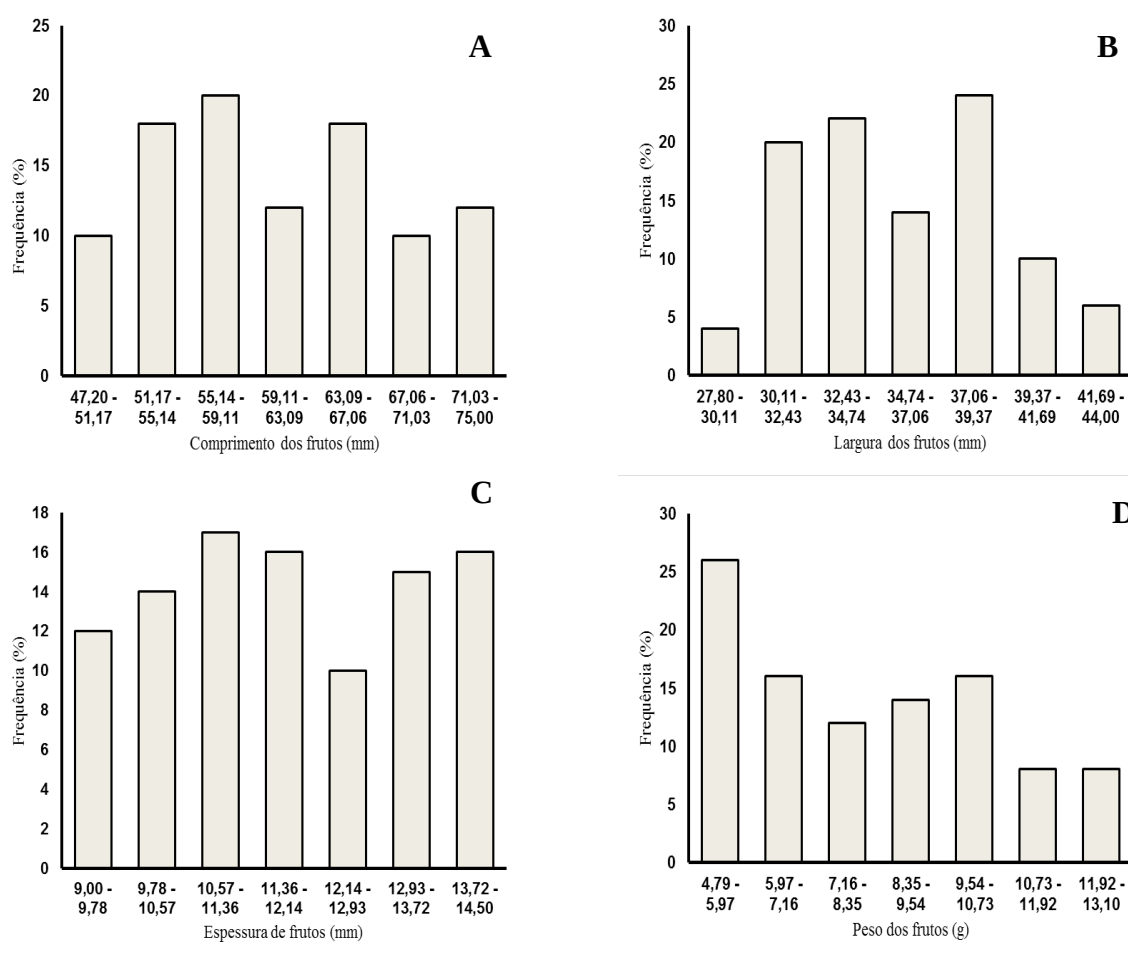 A
25
20
15
10
5
0
Frequência (%)
47,20 - 51,17 - 55,14 - 59,11 - 63,09 - 67,06 - 71,03 -
51,17 55,14 59,11 63,09 67,06 71,03 75,00
Comprimento dos frutos (mm)
B
30
25
20
15
10
5
0
Frequência (%)
27,80 - 30,11 - 32,43 - 34,74 - 37,06 - 39,37 - 41,69 -
30,11 32,43 34,74 37,06 39,37 41,69 44,00
Largura dos frutos (mm)
C
18
16
14
12
10
8
6
4
2
0
Frequência (%)
9,00 - 9,78 - 10,57 - 11,36 - 12,14 - 12,93 - 13,72 -
9,78 10,57 11,36 12,14 12,93 13,72 14,50
Espessura de frutos (mm)
D
30
25
20
15
10
5
0
Frequência (%)
4,79 - 5,97 - 7,16 - 8,35 - 9,54 - 10,73 - 11,92 -
5,97 7,16 8,35 9,54 10,73 11,92 13,10
Peso dos frutos (g)